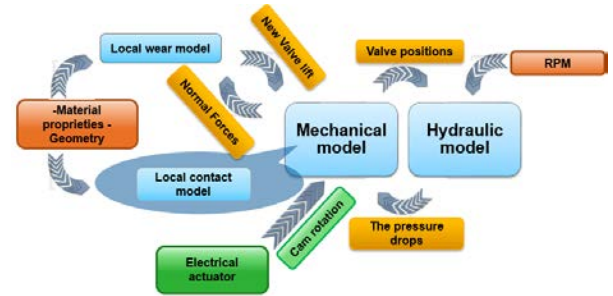 New Valve lift
Local wear model
Valve positions
RPM
Normal Forces
-Material
proprieties -
Geometry
Mechanical
model
Hydraulic
model
Local contact
model
Cam rotation
The pressure
drops
Electrical
actuator